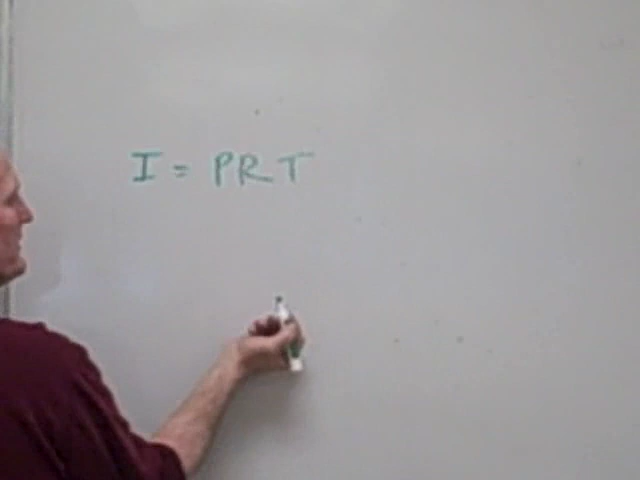 I = PRT